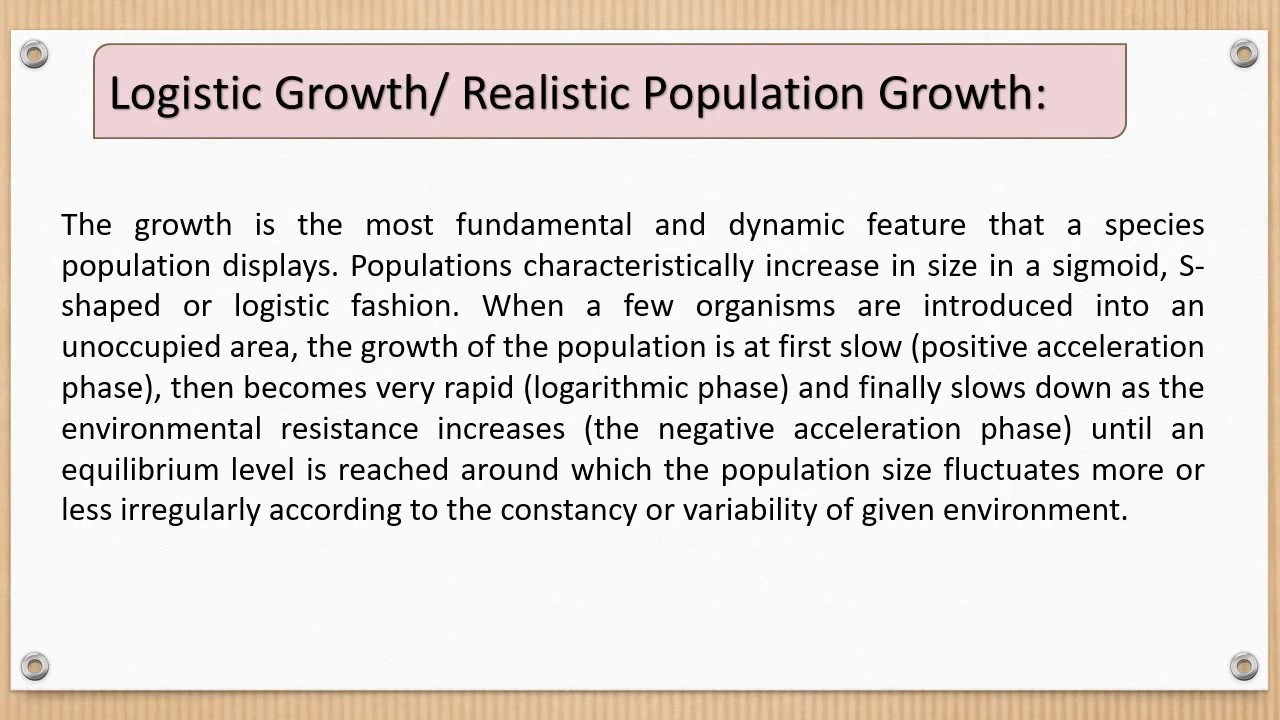 Logistic Growth/ Realistic Population Growth:
The growth is the most fundamental and dynamic feature that a species
population displays. Populations characteristically increase in size in a sigmoid, S-
shaped or logistic fashion. When a few organisms are introduced into an
unoccupied area, the growth of the population is at first slow (positive acceleration
phase), then becomes very rapid (logarithmic phase) and finally slows down as the
environmental resistance increases (the negative acceleration phase) until an
equilibrium level is reached around which the population size fluctuates more or
less irregularly according to the constancy or variability of given environment.